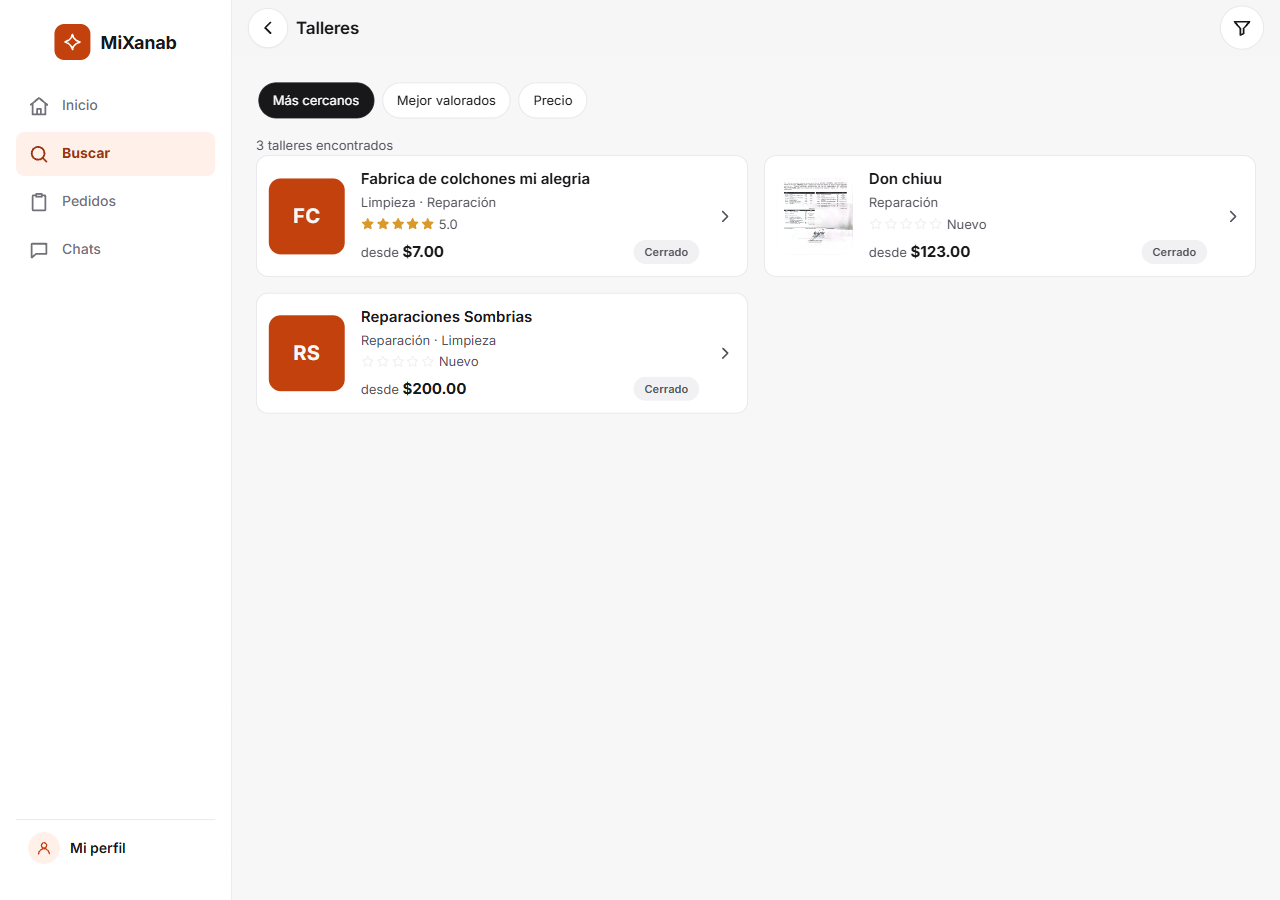 MiXanab
Inicio
Buscar
Pedidos
Chats
Mi perfil
Talleres
Más cercanos
Mejor valorados
Precio
3 talleres encontrados
FC
Fabrica de colchones mi alegria
Limpieza · Reparación
5.0
desde $7.00
Cerrado
Don chiuu
Reparación
Nuevo
desde $123.00
Cerrado
RS
Reparaciones Sombrias
Reparación · Limpieza
Nuevo
desde $200.00
Cerrado